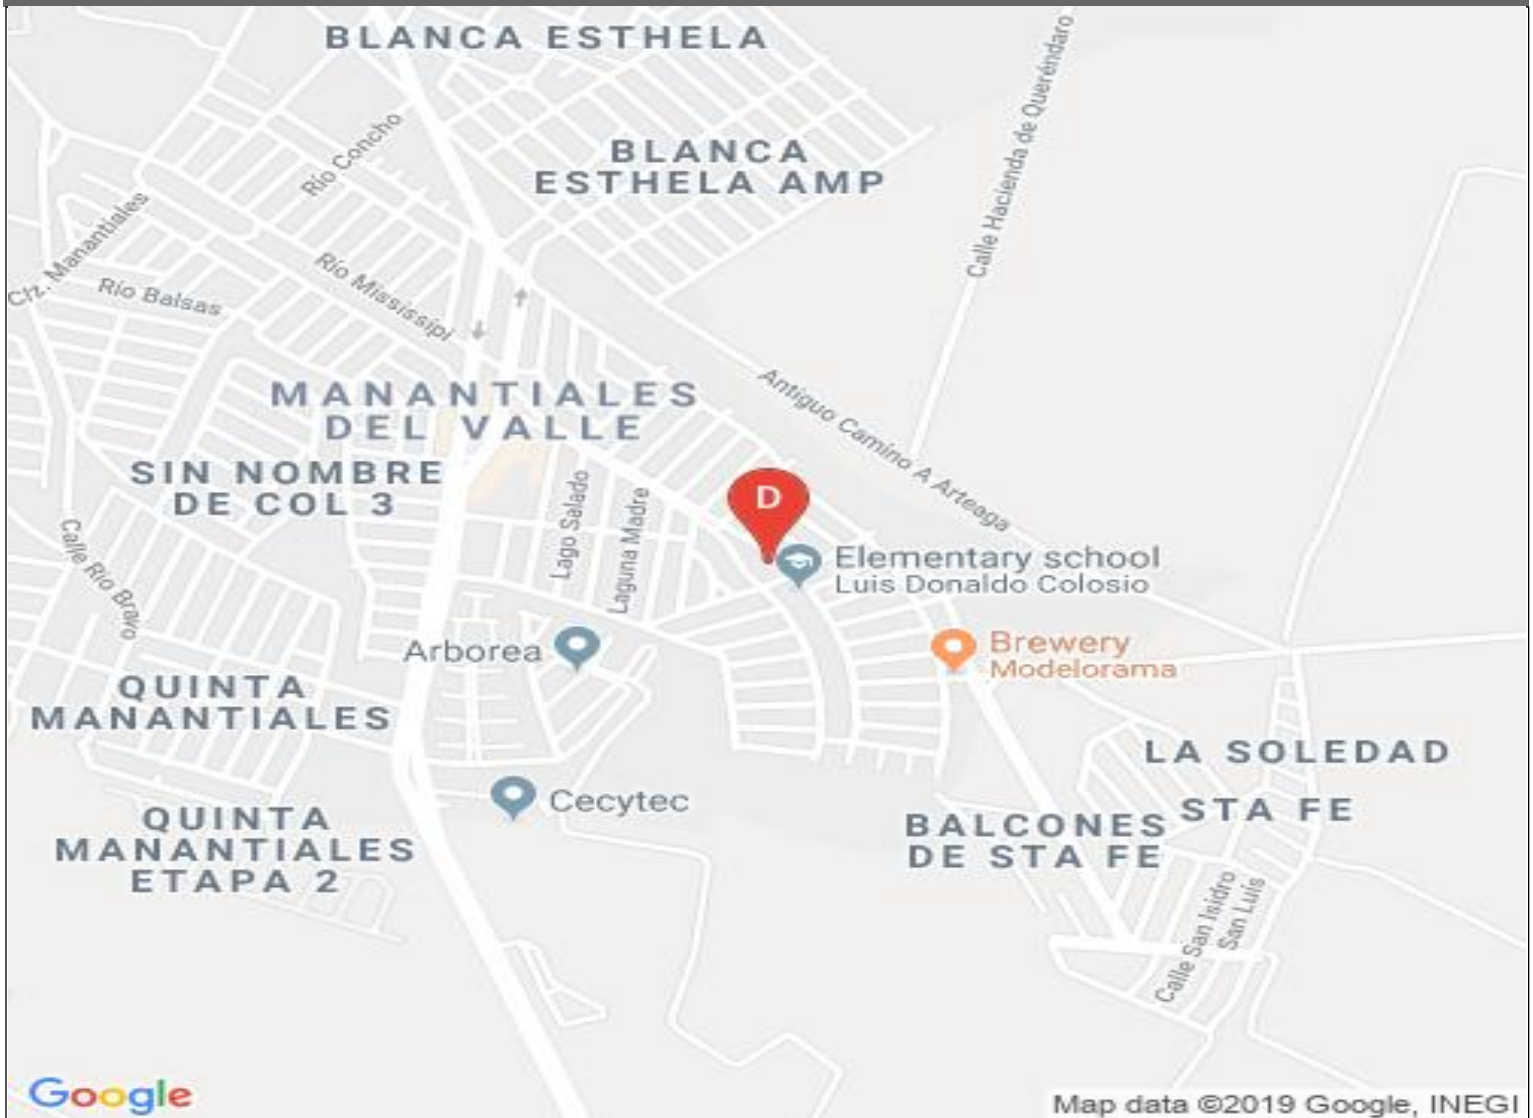 BLANCA ESTHELA
BLANCA
ESTHELA AMP
Calle Hacienda de Queréndaro
Río Concho
Ctz. Manantiales
Río Balsas
Río Mississipi
MANANTIALES
DEL VALLE
Antiguo Camino A Arteaga
SIN NOMBRE
DE COL 3
Lago Salado
Laguna Madre
D
Elementary school
Luis Donaldo Colosio
Calle Río Bravo
Arborea
Brewery
Modelorama
QUINTA
MANANTIALES
LA SOLEDAD
Cecytec
STA FE
QUINTA
MANANTIALES
ETAPA 2
BALCONES
DE STA FE
Calle San Isidro
San Luis
Google
Map data ©2019 Google, INEGI